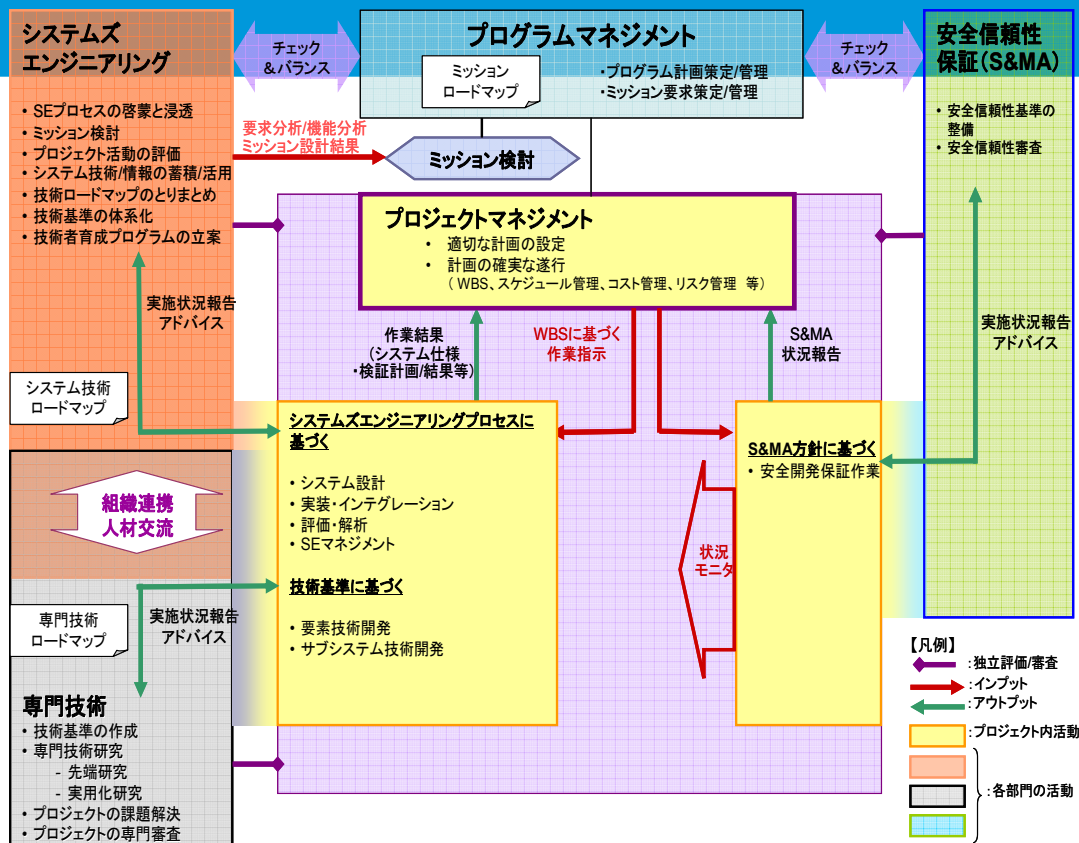 システムズ
エンジニアリング
・SEプロセスの啓蒙と浸透
・ミッション検討
・プロジェクト活動の評価
・システム技術/情報の蓄積/活用
・技術ロードマップのとりまとめ
・技術基準の体系化
・技術者育成プログラムの立案
チェック
&バランス
プログラムマネジメント
ミッション
ロードマップ
・プログラム計画策定/管理
・ミッション要求策定/管理
チェック
&バランス
安全信頼性
保証(S&MA)
・安全信頼性基準の
整備
・安全信頼性審査
要求分析/機能分析
ミッション設計結果
ミッション検討
プロジェクトマネジメント
・ 適切な計画の設定
・ 計画の確実な遂行
(WBS、スケジュール管理、コスト管理、リスク管理 等)
実施状況報告
アドバイス
作業結果
(システム仕様
・検証計画/結果等)
WBSに基づく
作業指示
S&MA
状況報告
実施状況報告
アドバイス
システム技術
ロードマップ
システムズエンジニアリングプロセスに
基づく
・システム設計
・実装・インテグレーション
・評価・解析
・SEマネジメント
技術基準に基づく
・要素技術開発
・サブシステム技術開発
S&MA方針に基づく
・安全開発保証作業
状況
モニタ
組織連携
人材交流
専門技術
ロードマップ
実施状況報告
アドバイス
専門技術
・技術基準の作成
・専門技術研究
- 先端研究
- 実用化研究
・プロジェクトの課題解決
・プロジェクトの専門審査
【凡例】
:独立評価/審査
:インプット
:アウトプット
:プロジェクト内活動
:各部門の活動